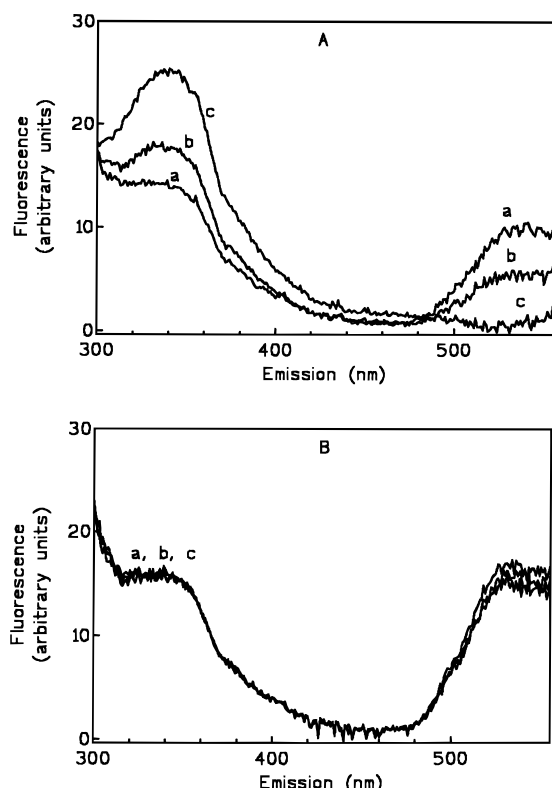 A
30
20
10
0
Fluorescence
(arbitrary units)
c
b
a
a
b
c
300
400
500
Emission (nm)
B
30
20
10
0
Fluorescence
(arbitrary units)
a, b, c
300
400
500
Emission (nm)